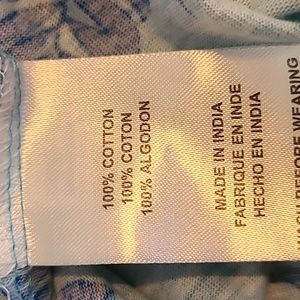 100% COTTON
100% COTON
100% ALGODON
MADE IN INDIA
FABRIQUE EN INDE
HECHO EN INDIA
BEFORE WEARING